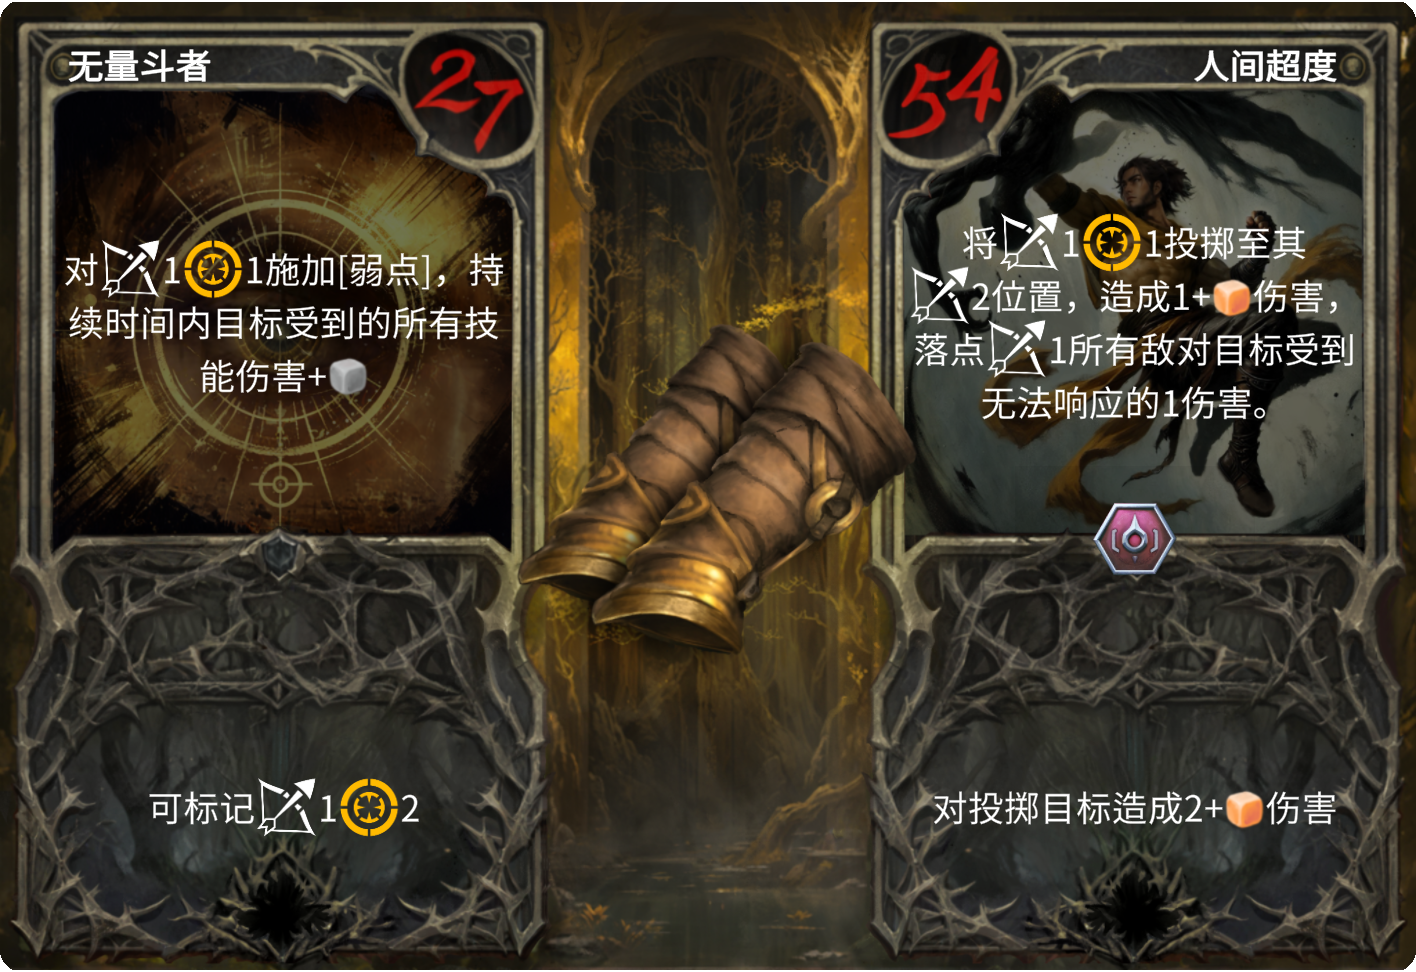 无量斗者
27
对1 1施加[弱点]，持
续时间内目标受到的所有技
能伤害+
可标记1 2
54
人间超度
将1 1投掷至其
2位置，造成1+伤害，
落点1所有敌对目标受到
无法响应的1伤害。
对投掷目标造成2+伤害